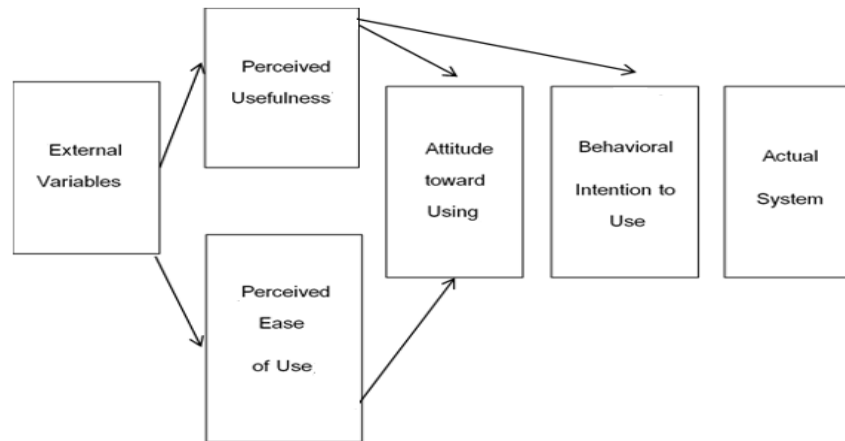 Perceived
Usefulness
External
Variables
Attitude
toward
Using
Behavioral
Intention to
Use
Actual
System
Perceived
Ease
of Use